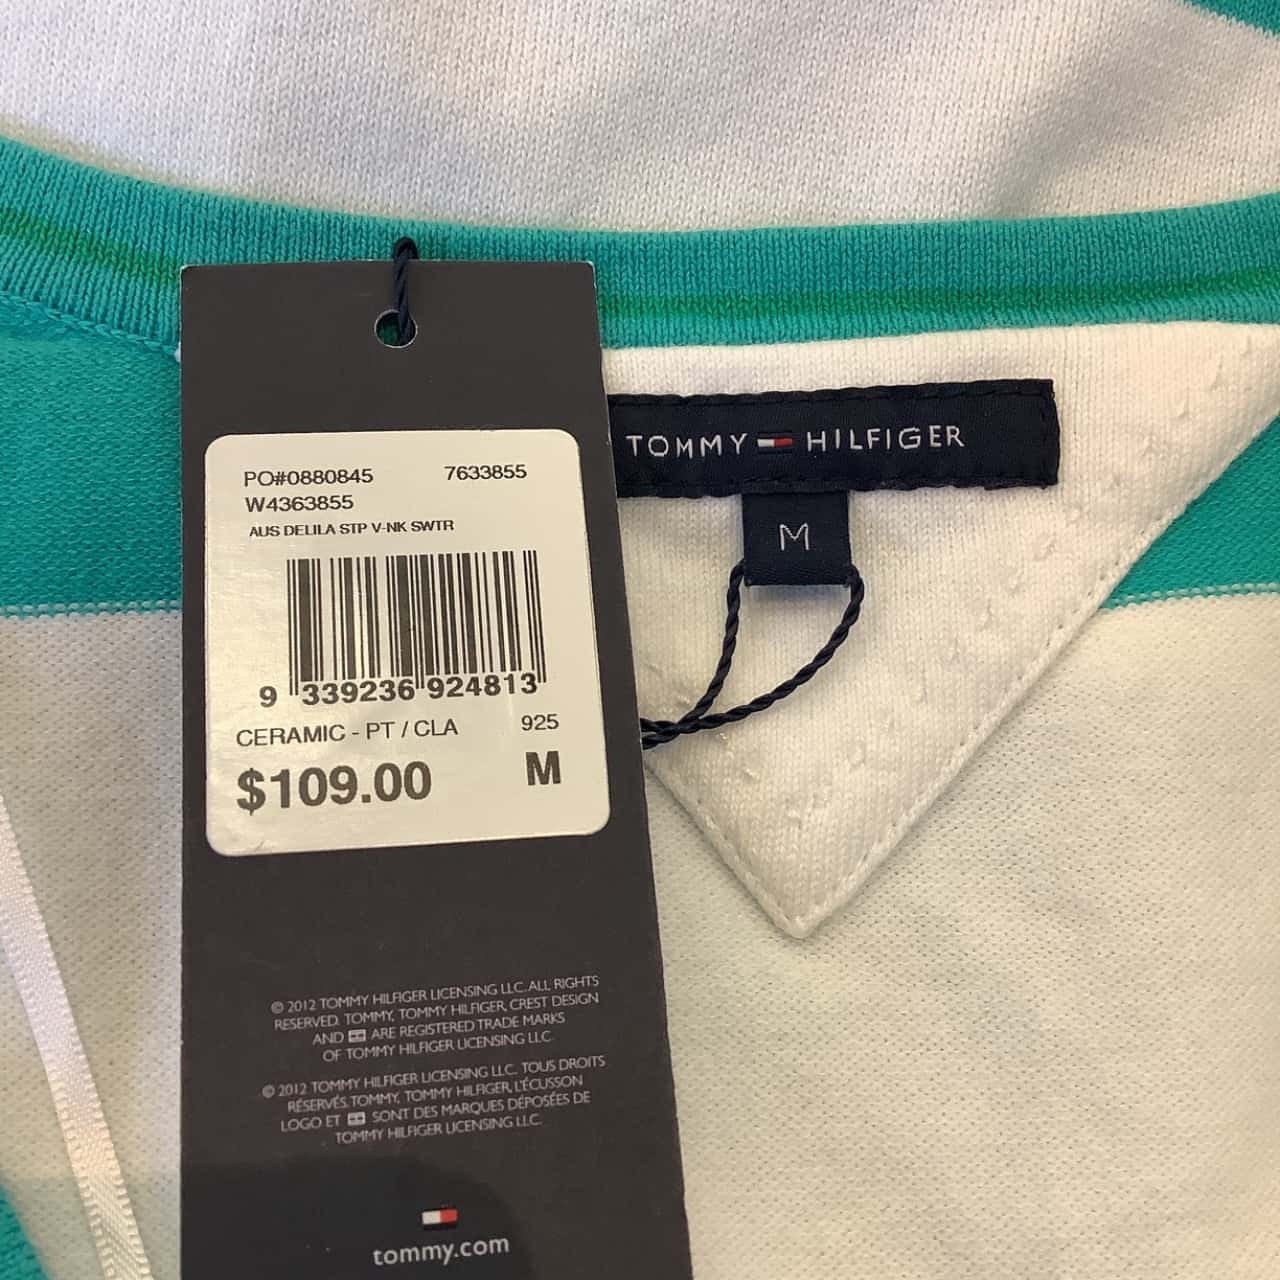 PO#0880845 7633855
W4363855
AUS DELILA STP V-NK SWTR
9 339236 924813
CERAMIC - PT / CLA 925
$109.00 M
© 2012 TOMMY HILFIGER LICENSING LLC. ALL RIGHTS
RESERVED. TOMMY, TOMMY HILFIGER, CREST DESIGN
AND ARE REGISTERED TRADE MARKS
OF TOMMY HILFIGER LICENSING LLC.
© 2012 TOMMY HILFIGER LICENSING LLC. TOUS DROITS
RÉSERVÉS. TOMMY, TOMMY HILFIGER, L'ÉCUSSON
LOGO ET SONT DES MARQUES DÉPOSÉES DE
TOMMY HILFIGER LICENSING LLC.
tommy.com
TOMMY HILFIGER
M